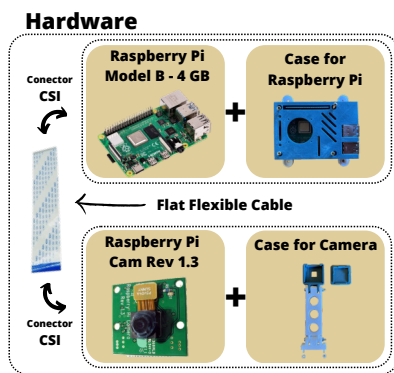 Hardware
Raspberry Pi
Model B - 4 GB
Case for
Raspberry Pi
Conector
CSI
Flat Flexible Cable
Raspberry Pi
Cam Rev 1.3
Case for Camera
Conector
CSI